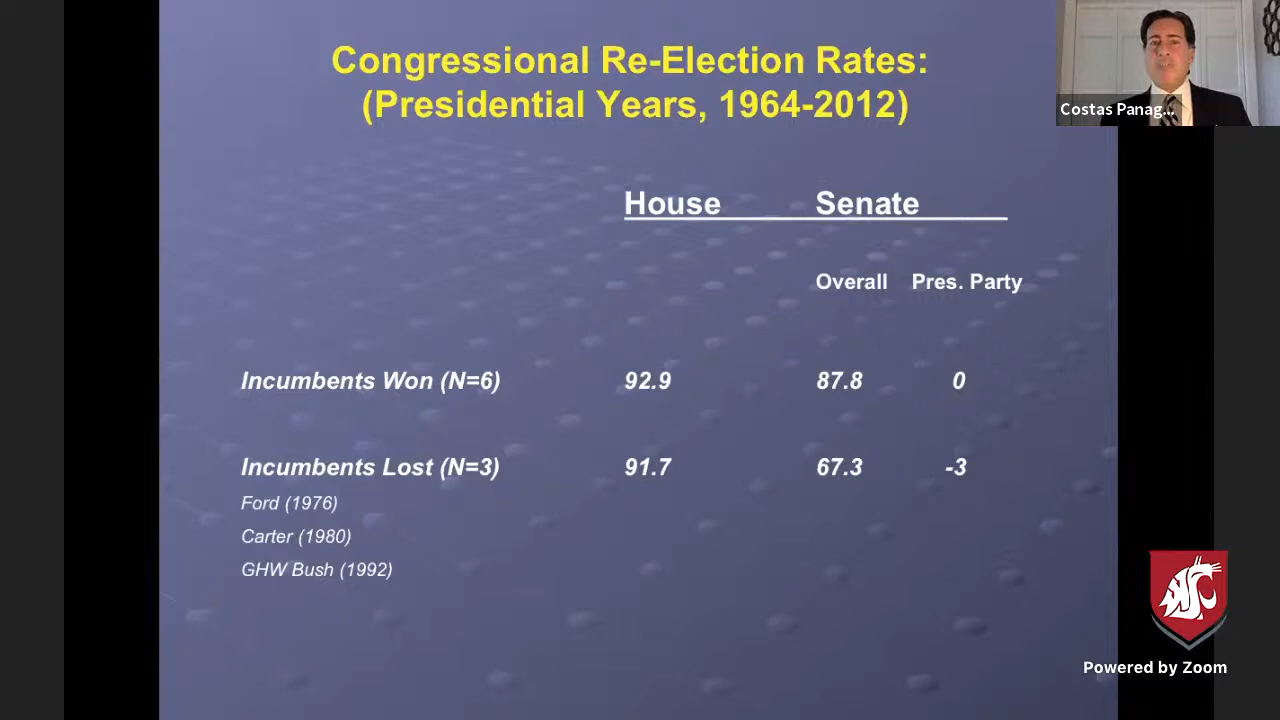 Congressional Re-Election Rates:
(Presidential Years, 1964-2012)
Costas Panag...
House Senate
Overall Pres. Party
Incumbents Won (N=6) 92.9 87.8 0
Incumbents Lost (N=3) 91.7 67.3 -3
Ford (1976)
Carter (1980)
GHW Bush (1992)
Powered by Zoom